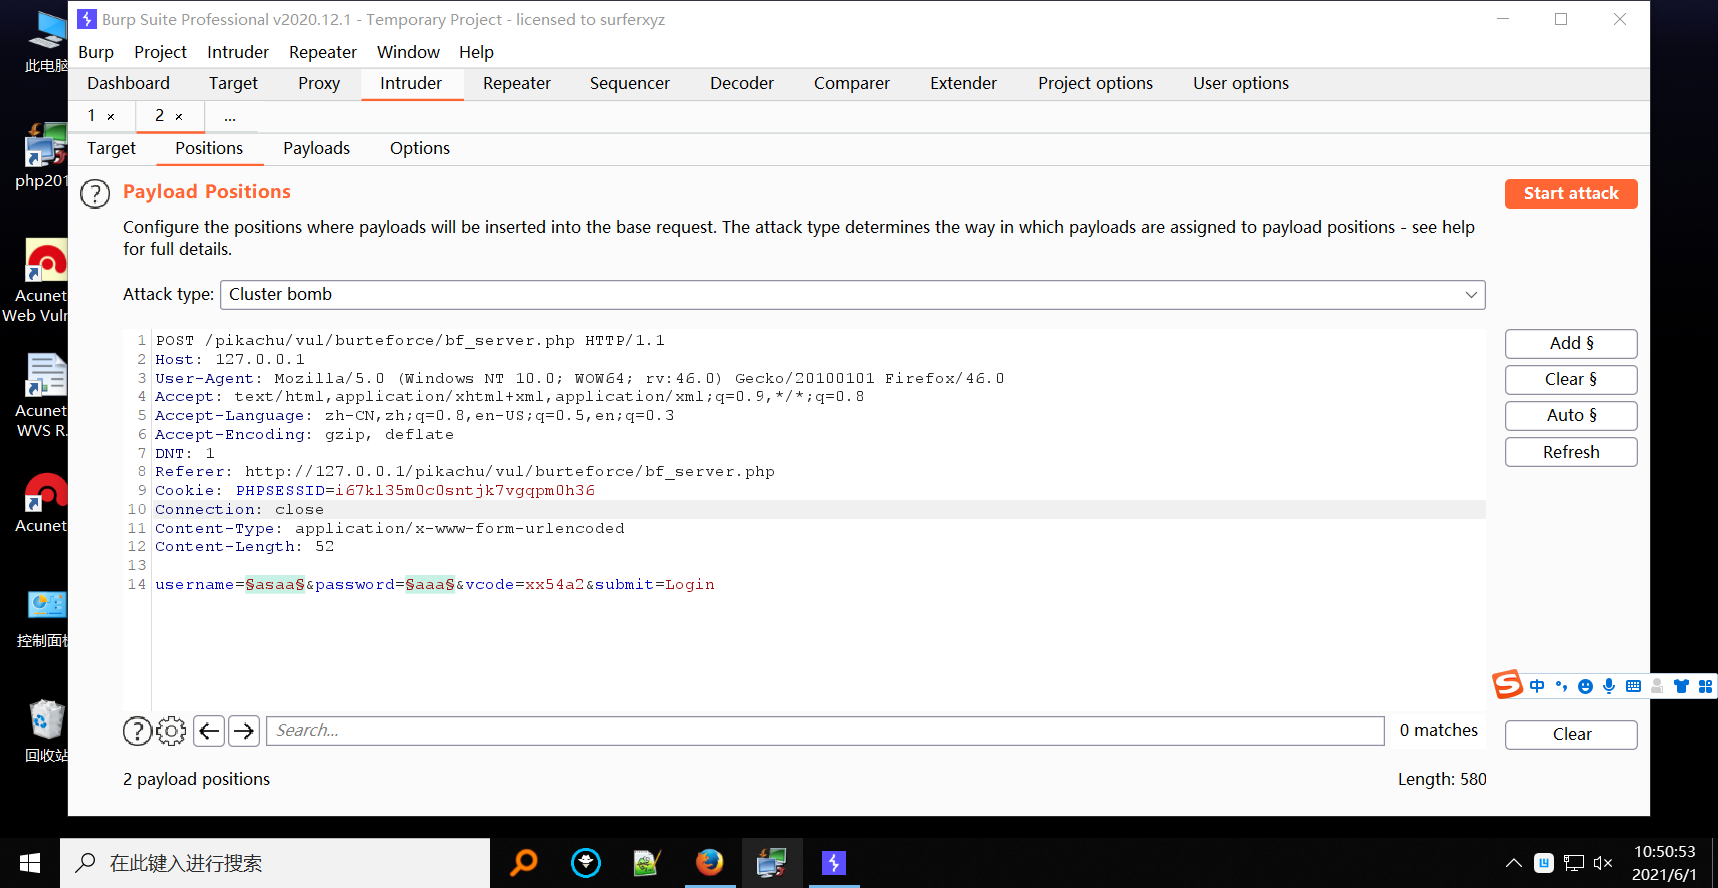 Burp Suite Professional v2020.12.1 - Temporary Project - licensed to surferxyz
Burp Project Intruder Repeater Window Help
Dashboard Target Proxy Intruder Repeater Sequencer Decoder Comparer Extender Project options User options
1 × 2 × ...
Target Positions Payloads Options
? Payload Positions
Start attack
Configure the positions where payloads will be inserted into the base request. The attack type determines the way in which payloads are assigned to payload positions - see help
for full details.
Attack type: Cluster bomb
1 POST /pikachu/vul/burteforce/bf_server.php HTTP/1.1
2 Host: 127.0.0.1
3 User-Agent: Mozilla/5.0 (Windows NT 10.0; WOW64; rv:46.0) Gecko/20100101 Firefox/46.0
4 Accept: text/html,application/xhtml+xml,application/xml;q=0.9,*/*;q=0.8
5 Accept-Language: zh-CN,zh;q=0.8,en-US;q=0.5,en;q=0.3
6 Accept-Encoding: gzip, deflate
7 DNT: 1
8 Referer: http://127.0.0.1/pikachu/vul/burteforce/bf_server.php
9 Cookie: PHPSESSID=i67kl35m0c0sntjk7vgqpm0h36
10 Connection: close
11 Content-Type: application/x-www-form-urlencoded
12 Content-Length: 52
13
14 username=§asaa§&password=§aaa§&vcode=xx54a2&submit=Login
Add §
Clear §
Auto §
Refresh
? Search... 0 matches
Clear
2 payload positions
Length: 580
此电脑
php201
Acunet
Web Vuln
Acunet
WVS R.
Acunet
控制面板
回收站
S 中
在此键入进行搜索
10:50:53
2021/6/1